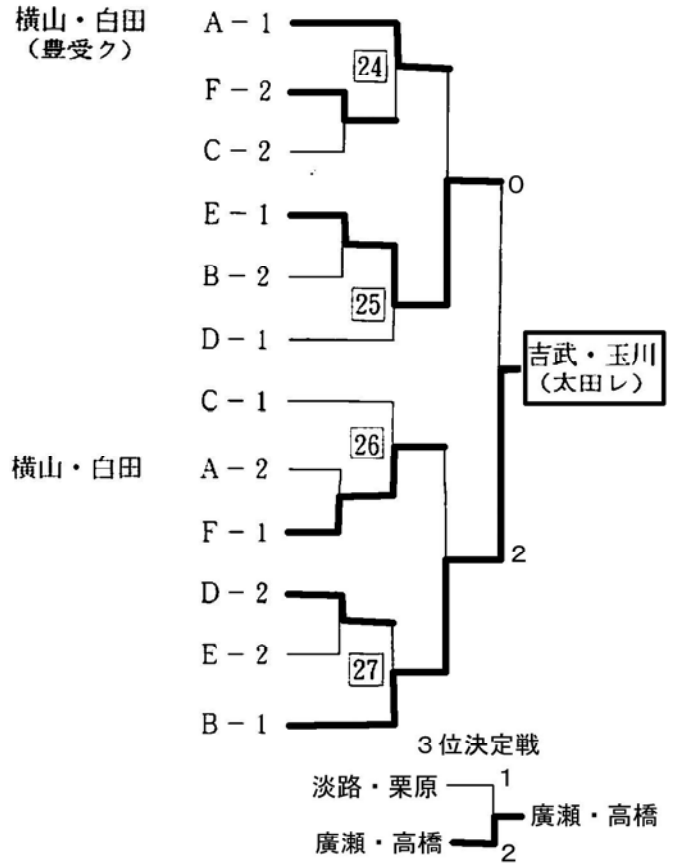 横山・白田
（豊受ク）
A－1
24
F－2
C－2
E－1
0
B－2
25
D－1
吉武・玉川
（太田レ）
C－1
26
横山・白田
A－2
F－1
2
D－2
E－2
27
B－1
３位決定戦
淡路・栗原
1
廣瀬・高橋
廣瀬・高橋
2